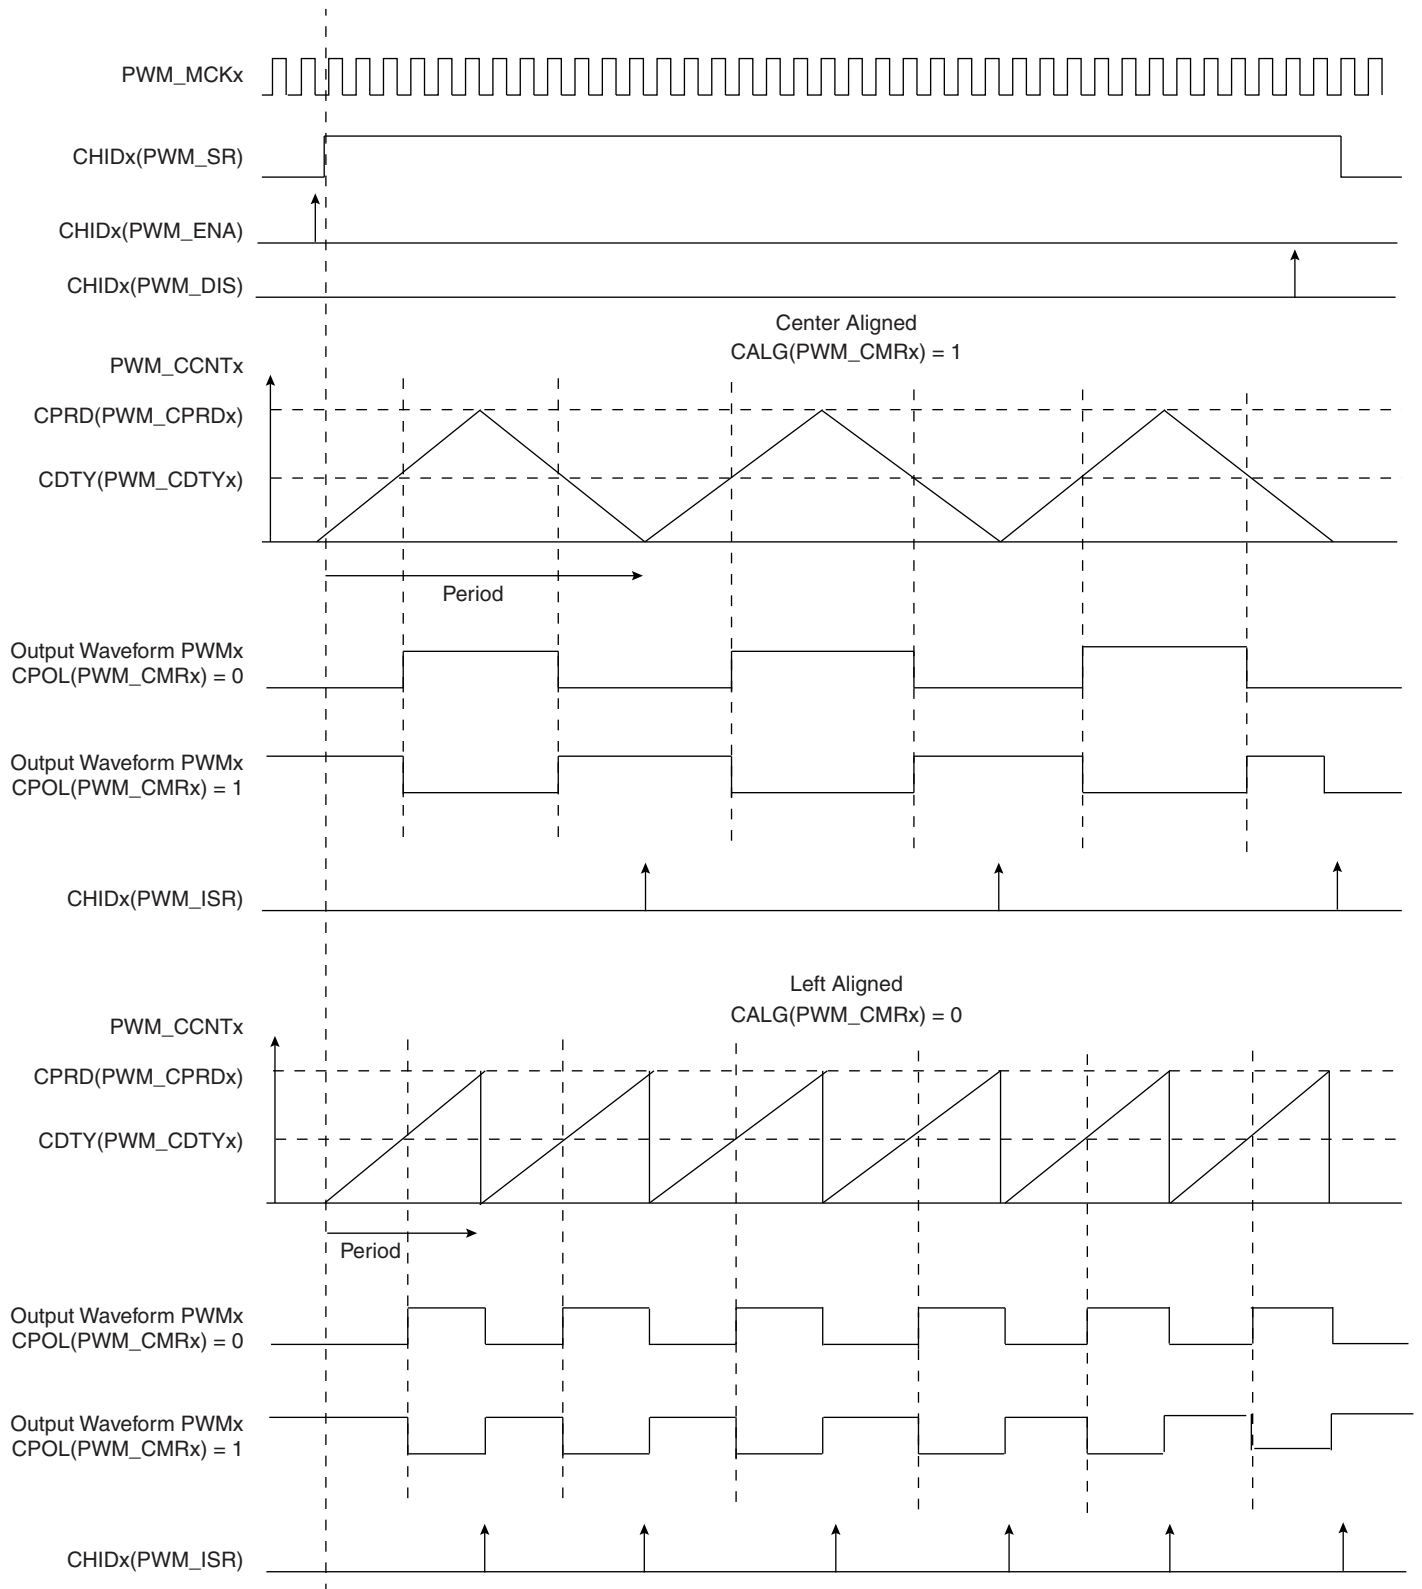 PWM_MCKx
CHIDx(PWM_SR)
CHIDx(PWM_ENA)
CHIDx(PWM_DIS)
Center Aligned
CALG(PWM_CMRx) = 1
PWM_CCNTx
CPRD(PWM_CPRDx)
CDTY(PWM_CDTYx)
Period
Output Waveform PWMx
CPOL(PWM_CMRx) = 0
Output Waveform PWMx
CPOL(PWM_CMRx) = 1
CHIDx(PWM_ISR)
Left Aligned
CALG(PWM_CMRx) = 0
PWM_CCNTx
CPRD(PWM_CPRDx)
CDTY(PWM_CDTYx)
Period
Output Waveform PWMx
CPOL(PWM_CMRx) = 0
Output Waveform PWMx
CPOL(PWM_CMRx) = 1
CHIDx(PWM_ISR)